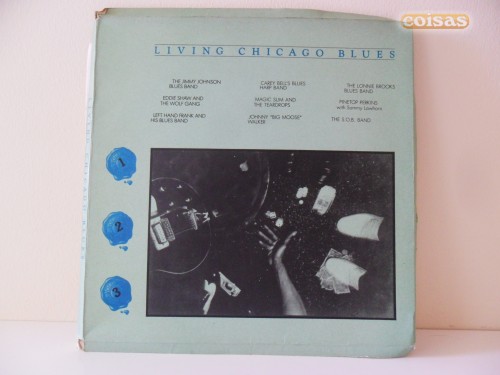 coisas
LIVING CHICAGO BLUES
THE JIMMY JOHNSON
BLUES BAND
CAREY BELL'S BLUES
HARP BAND
THE LONNIE BROOKS
BLUES BAND
EDDIE SHAW AND
THE WOLF GANG
MAGIC SLIM AND
THE TEARDROPS
PINETOP PERKINS
with Sammy Lawhorn
LEFT HAND FRANK AND
HIS BLUES BAND
JOHNNY "BIG MOOSE"
WALKER
THE S.O.B. BAND
1
2
3